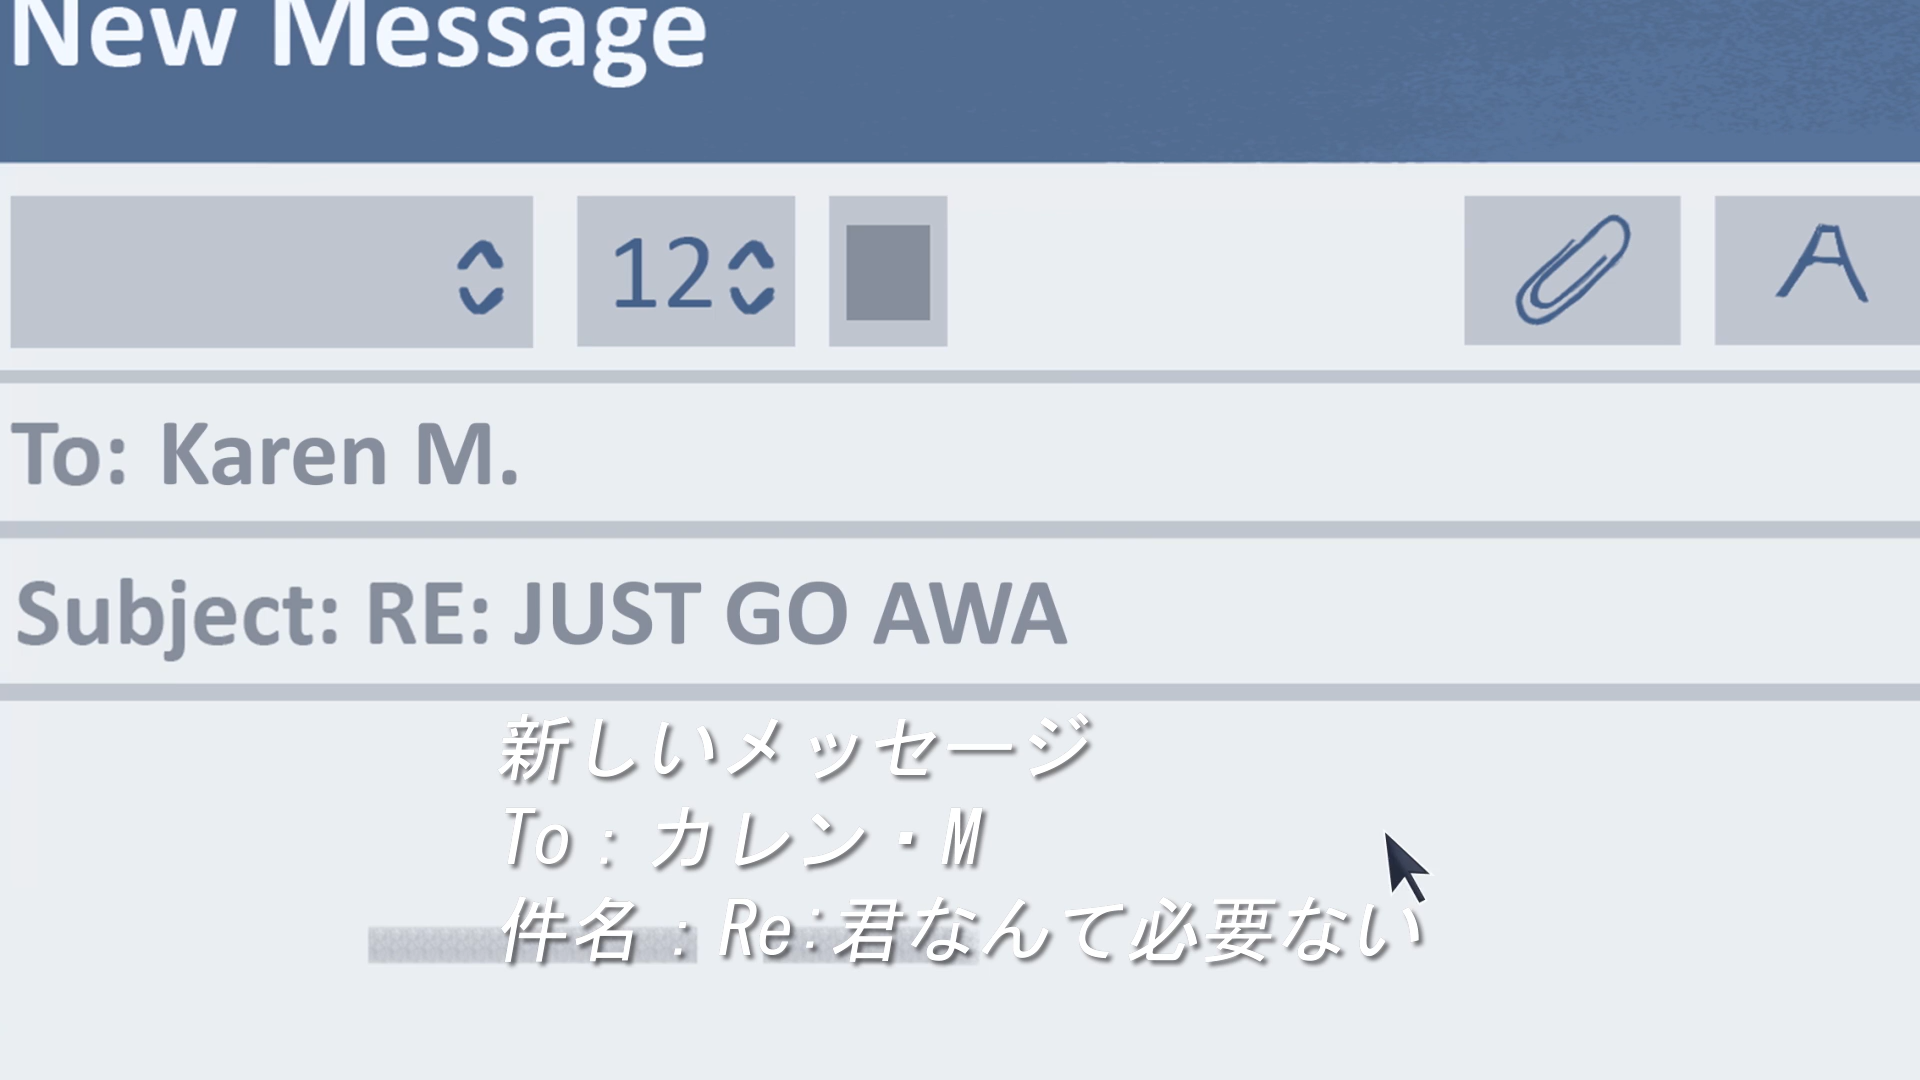 New Message
12
A
To: Karen M.
Subject: RE: JUST GO AWA
新しいメッセージ
To：カレン・M
件名：Re:君なんて必要ない